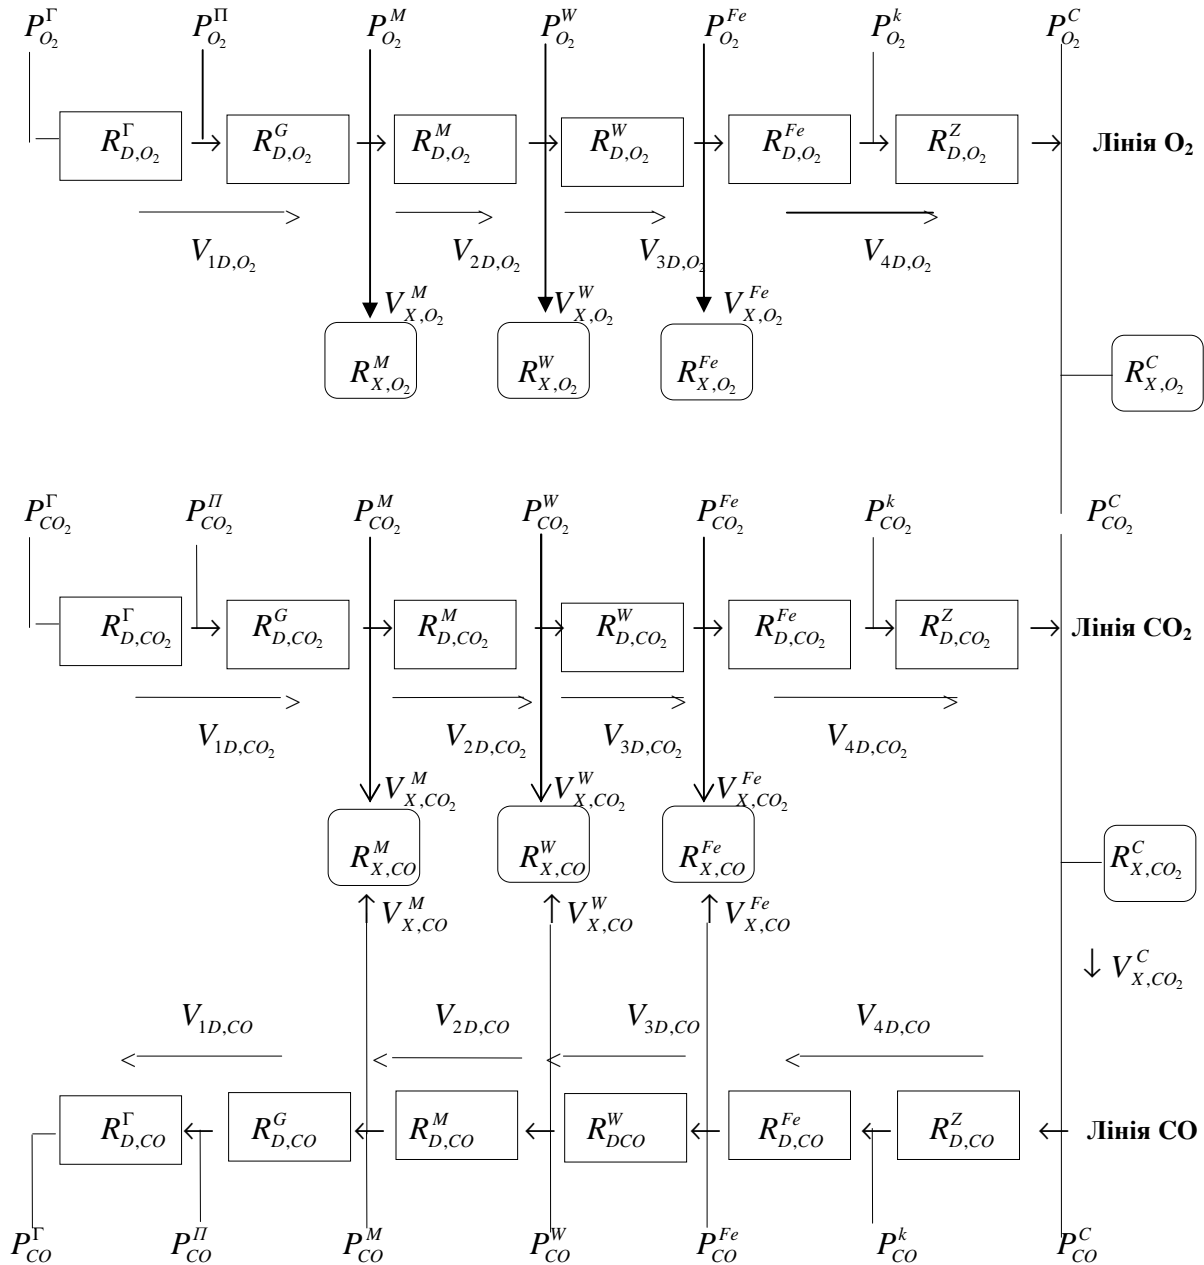 P_{O_2}^{Г} P_{O_2}^{П} P_{O_2}^{M} P_{O_2}^{W} P_{O_2}^{Fe} P_{O_2}^{k} P_{O_2}^{C}
R_{D,O_2}^{Г} R_{D,O_2}^{G} R_{D,O_2}^{M} R_{D,O_2}^{W} R_{D,O_2}^{Fe} R_{D,O_2}^{Z} Лінія O₂
V_{1D,O_2} V_{2D,O_2} V_{3D,O_2} V_{4D,O_2}
V_{X,O_2}^{M} V_{X,O_2}^{W} V_{X,O_2}^{Fe}
R_{X,O_2}^{M} R_{X,O_2}^{W} R_{X,O_2}^{Fe} R_{X,O_2}^{C}
P_{CO_2}^{Г} P_{CO_2}^{П} P_{CO_2}^{M} P_{CO_2}^{W} P_{CO_2}^{Fe} P_{CO_2}^{k} P_{CO_2}^{C}
R_{D,CO_2}^{Г} R_{D,CO_2}^{G} R_{D,CO_2}^{M} R_{D,CO_2}^{W} R_{D,CO_2}^{Fe} R_{D,CO_2}^{Z} Лінія CO₂
V_{1D,CO_2} V_{2D,CO_2} V_{3D,CO_2} V_{4D,CO_2}
V_{X,CO_2}^{M} V_{X,CO_2}^{W} V_{X,CO_2}^{Fe}
R_{X,CO}^{M} R_{X,CO}^{W} R_{X,CO}^{Fe} R_{X,CO_2}^{C}
V_{X,CO}^{M} V_{X,CO}^{W} V_{X,CO}^{Fe}
V_{X,CO_2}^{C}
V_{1D,CO} V_{2D,CO} V_{3D,CO} V_{4D,CO}
R_{D,CO}^{Г} R_{D,CO}^{G} R_{D,CO}^{M} R_{DCO}^{W} R_{D,CO}^{Fe} R_{D,CO}^{Z} Лінія CO
P_{CO}^{Г} P_{CO}^{П} P_{CO}^{M} P_{CO}^{W} P_{CO}^{Fe} P_{CO}^{k} P_{CO}^{C}